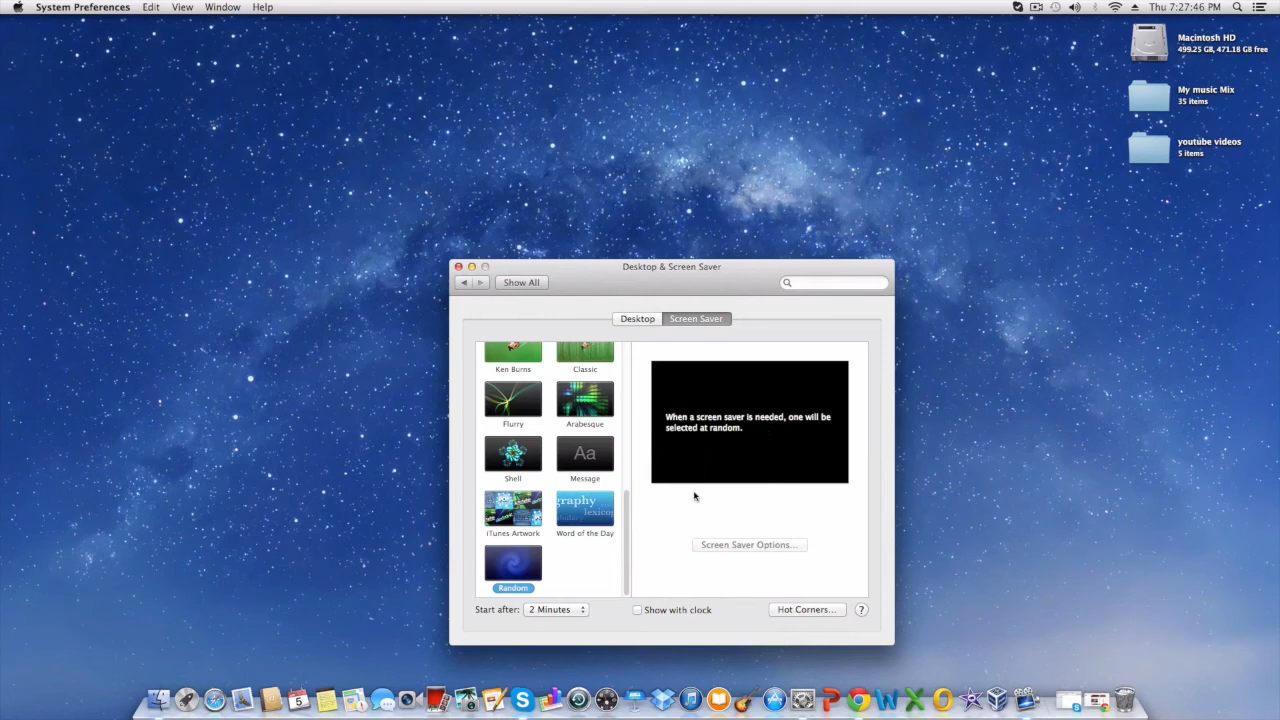 System Preferences Edit View Window Help
Thu 7:27:46 PM
Macintosh HD
499.25 GB, 471.18 GB free
My music Mix
35 items
youtube videos
5 items
Desktop & Screen Saver
Show All
Desktop Screen Saver
Ken Burns Classic
Flurry Arabesque
Aa
Shell Message
graphy
lexico
iTunes Artwork Word of the Day
Random
When a screen saver is needed, one will be
selected at random.
Screen Saver Options...
Start after: 2 Minutes Show with clock Hot Corners... ?
5